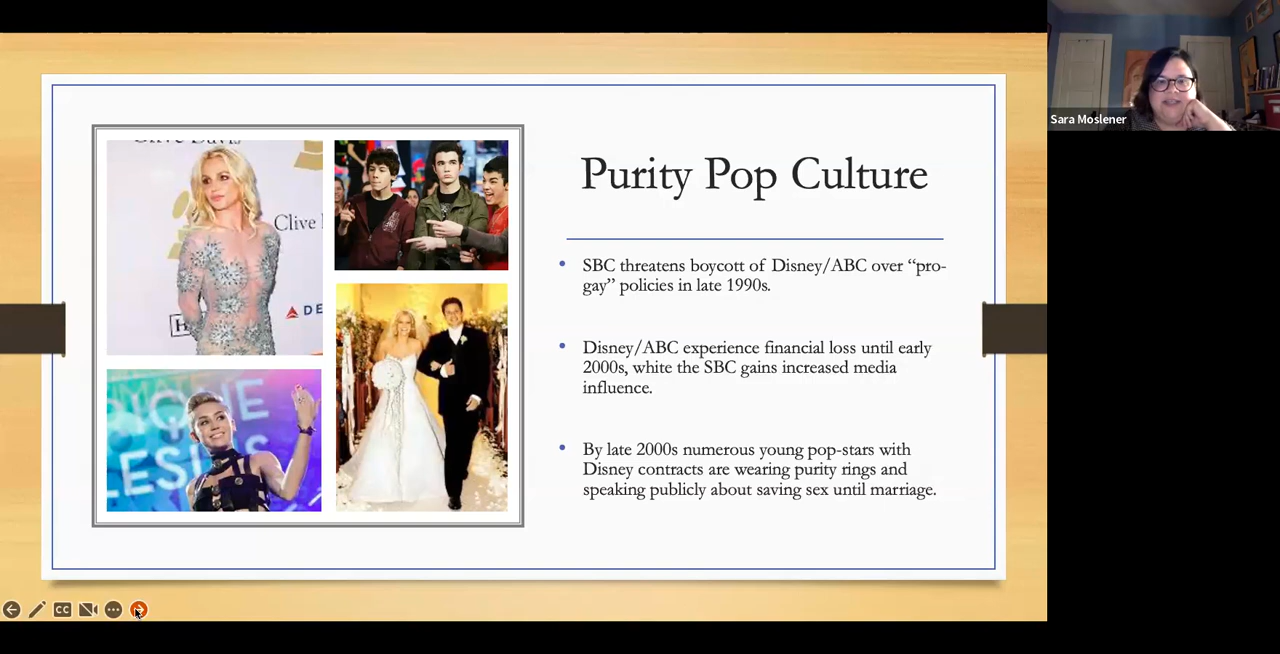 Clive Davis
Clive
DE
H
Purity Pop Culture
• SBC threatens boycott of Disney/ABC over “pro-
gay” policies in late 1990s.
• Disney/ABC experience financial loss until early
2000s, white the SBC gains increased media
influence.
• By late 2000s numerous young pop-stars with
Disney contracts are wearing purity rings and
speaking publicly about saving sex until marriage.
CC
Sara Moslener